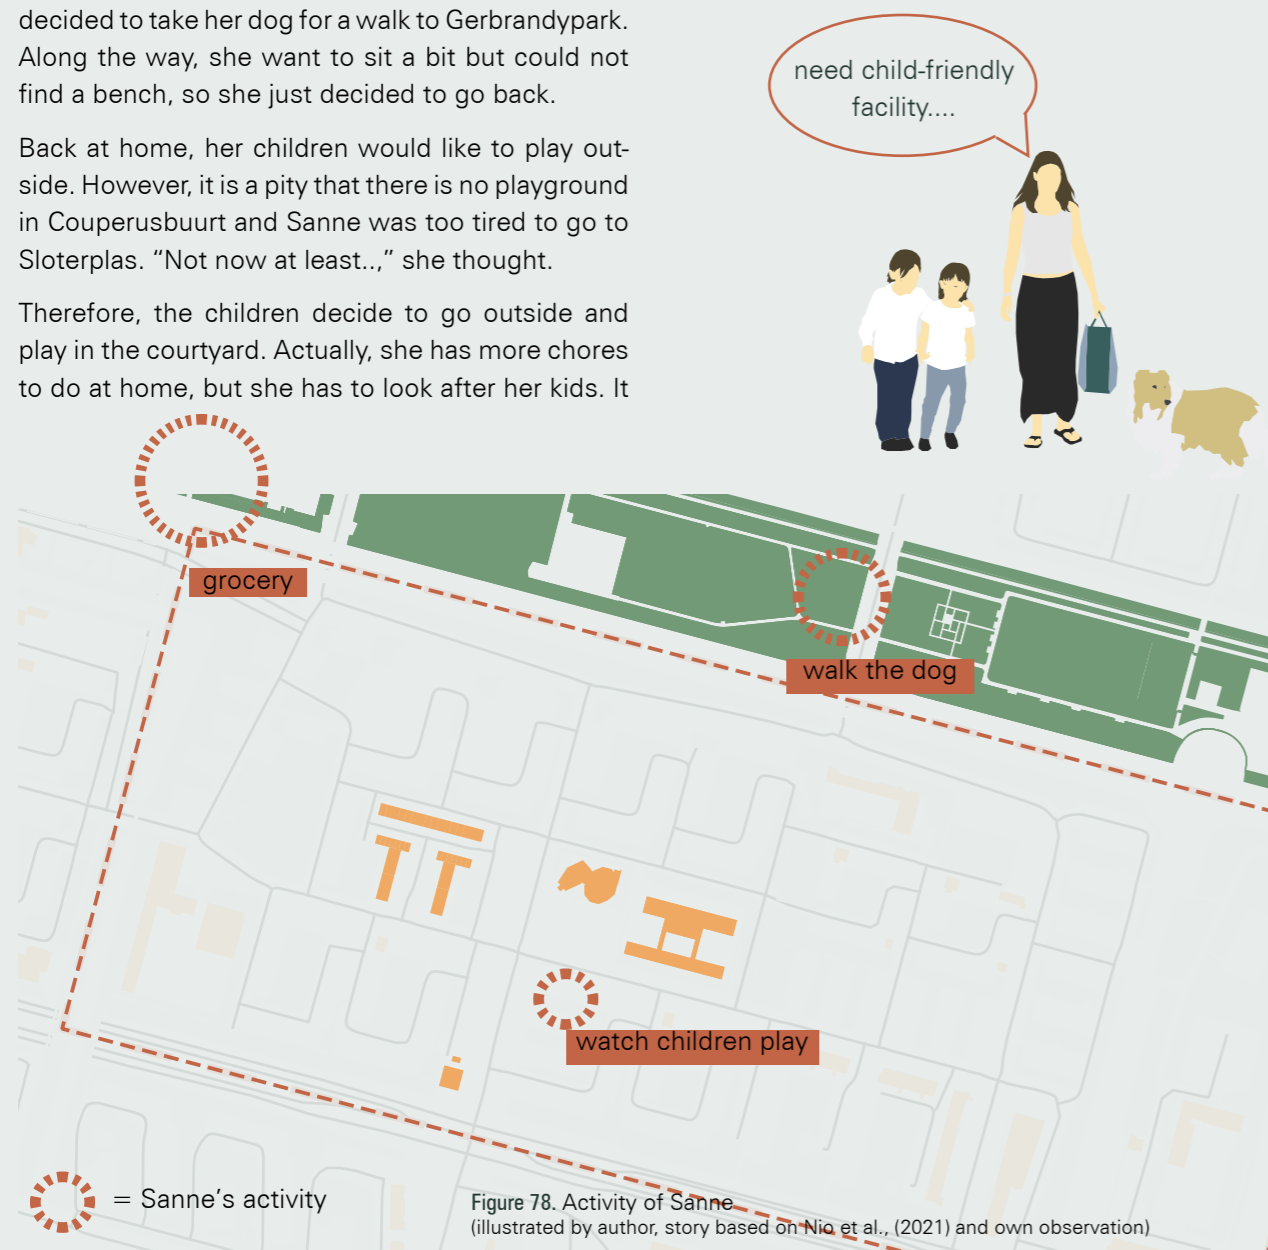 decided to take her dog for a walk to Gerbrandypark.
Along the way, she want to sit a bit but could not
find a bench, so she just decided to go back.
Back at home, her children would like to play out-
side. However, it is a pity that there is no playground
in Couperusbuurt and Sanne was too tired to go to
Sloterplas. “Not now at least..,” she thought.
Therefore, the children decide to go outside and
play in the courtyard. Actually, she has more chores
to do at home, but she has to look after her kids. It
need child-friendly
facility....
grocery
walk the dog
watch children play
= Sanne’s activity
Figure 78. Activity of Sanne
(illustrated by author, story based on Nio et al., (2021) and own observation)